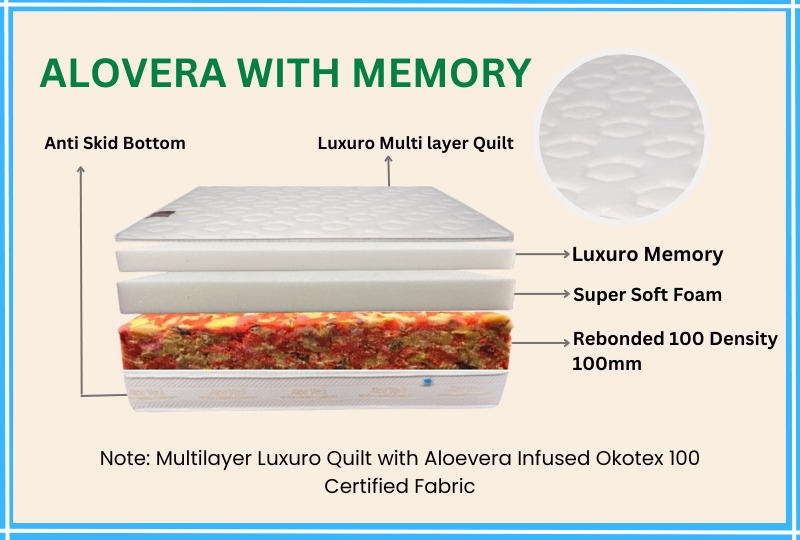 ALOVERA WITH MEMORY
Anti Skid Bottom
Luxuro Multi layer Quilt
Luxuro Memory
Super Soft Foam
Rebonded 100 Density
100mm
Note: Multilayer Luxuro Quilt with Aloevera Infused Okotex 100
Certified Fabric